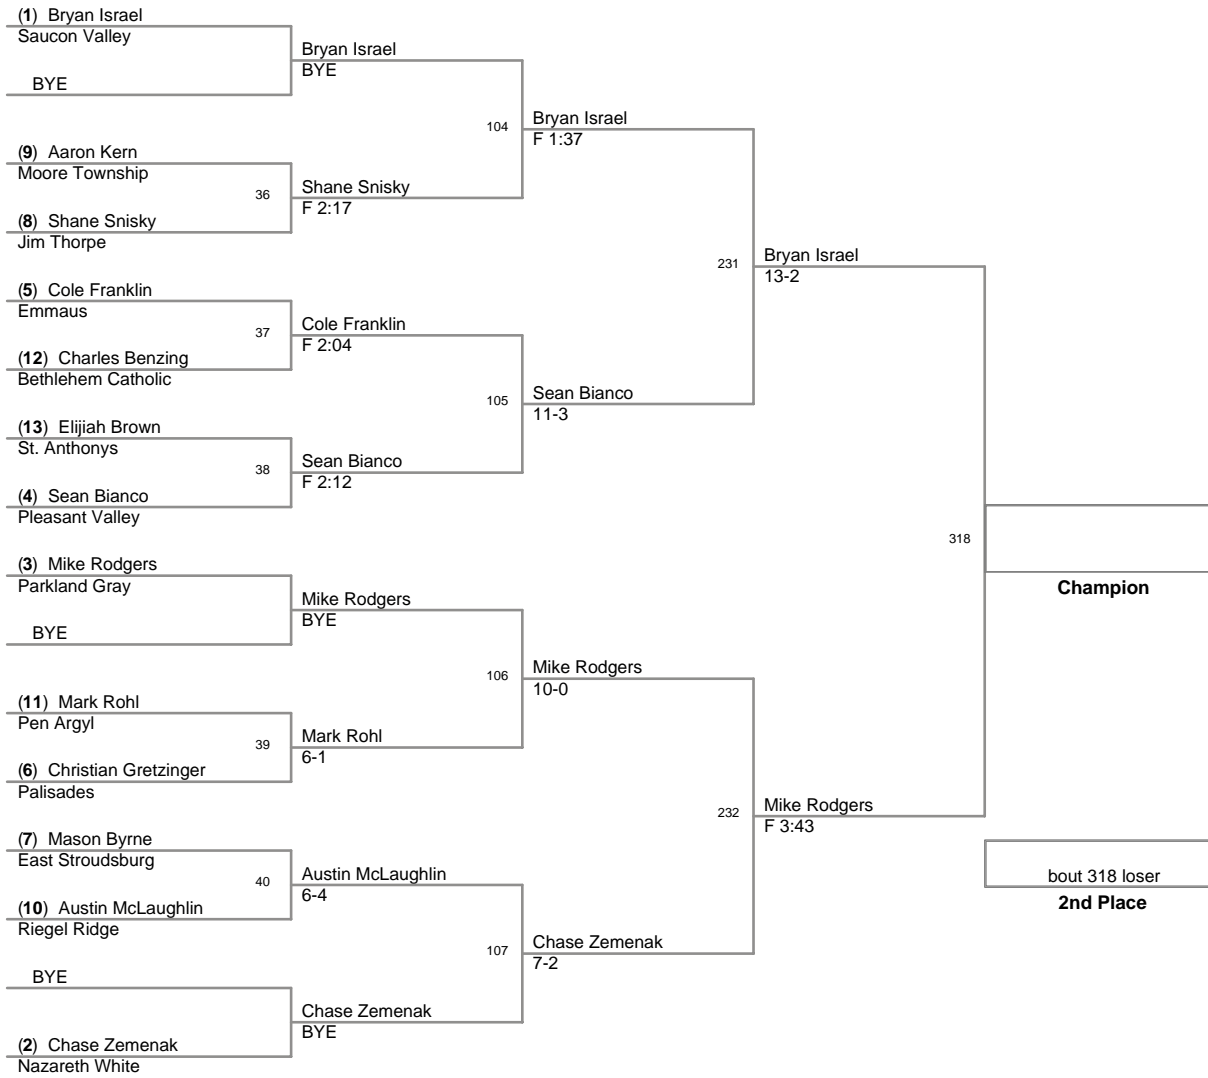 (1) Bryan Israel
Saucon Valley
BYE
(9) Aaron Kern
Moore Township
(8) Shane Snisky
Jim Thorpe
(5) Cole Franklin
Emmaus
(12) Charles Benzing
Bethlehem Catholic
(13) Elijiah Brown
St. Anthonys
(4) Sean Bianco
Pleasant Valley
(3) Mike Rodgers
Parkland Gray
BYE
(11) Mark Rohl
Pen Argyl
(6) Christian Gretzinger
Palisades
(7) Mason Byrne
East Stroudsburg
(10) Austin McLaughlin
Riegel Ridge
BYE
(2) Chase Zemenak
Nazareth White
36
37
38
39
40
Bryan Israel
BYE
Shane Snisky
F 2:17
Cole Franklin
F 2:04
Sean Bianco
F 2:12
Mike Rodgers
BYE
Mark Rohl
6-1
Austin McLaughlin
6-4
Chase Zemenak
BYE
104
105
106
107
Bryan Israel
F 1:37
Sean Bianco
11-3
Mike Rodgers
10-0
Chase Zemenak
7-2
231
232
Bryan Israel
13-2
Mike Rodgers
F 3:43
318
Champion
bout 318 loser
2nd Place